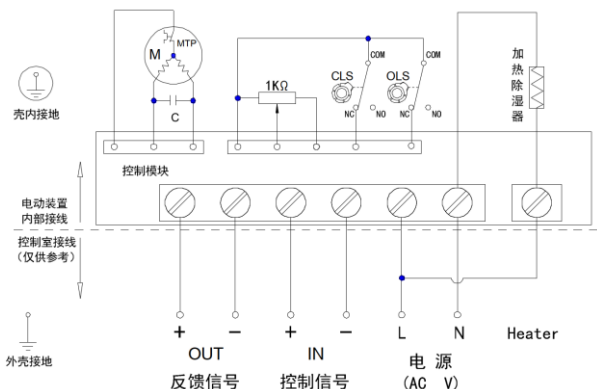 M
MTP
C
壳内接地
1KΩ
CLS
COM
NC
NO
OLS
COM
NC
NO
加热除湿器
控制模块
电动装置
内部接线
控制室接线
(仅供参考)
外壳接地
+ − + − L N Heater
OUT IN 电 源
反馈信号 控制信号 (AC V)